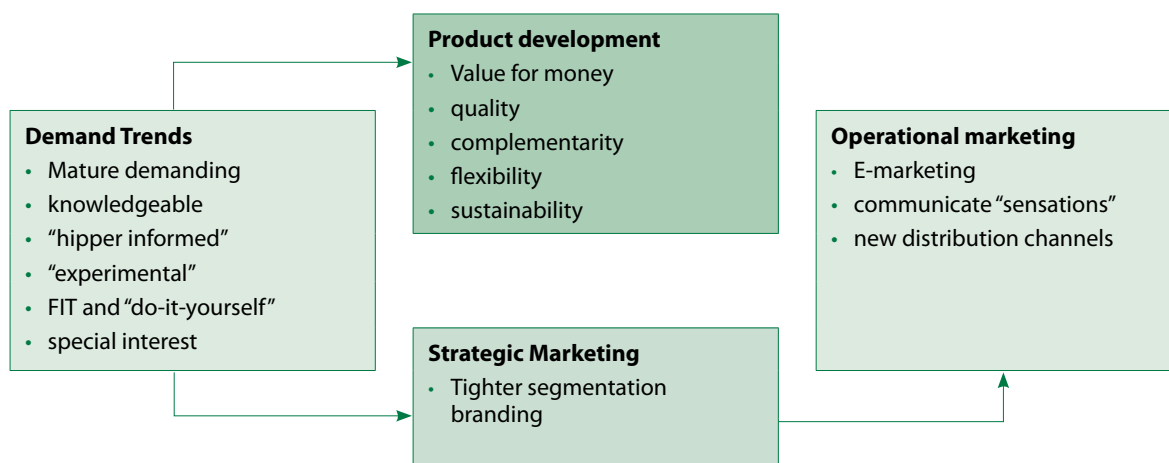 Product development
• Value for money
• quality
• complementarity
• flexibility
• sustainability
Demand Trends
• Mature demanding
• knowledgeable
• “hipper informed”
• “experimental”
• FIT and “do-it-yourself”
• special interest
Strategic Marketing
• Tighter segmentation
branding
Operational marketing
• E-marketing
• communicate “sensations”
• new distribution channels